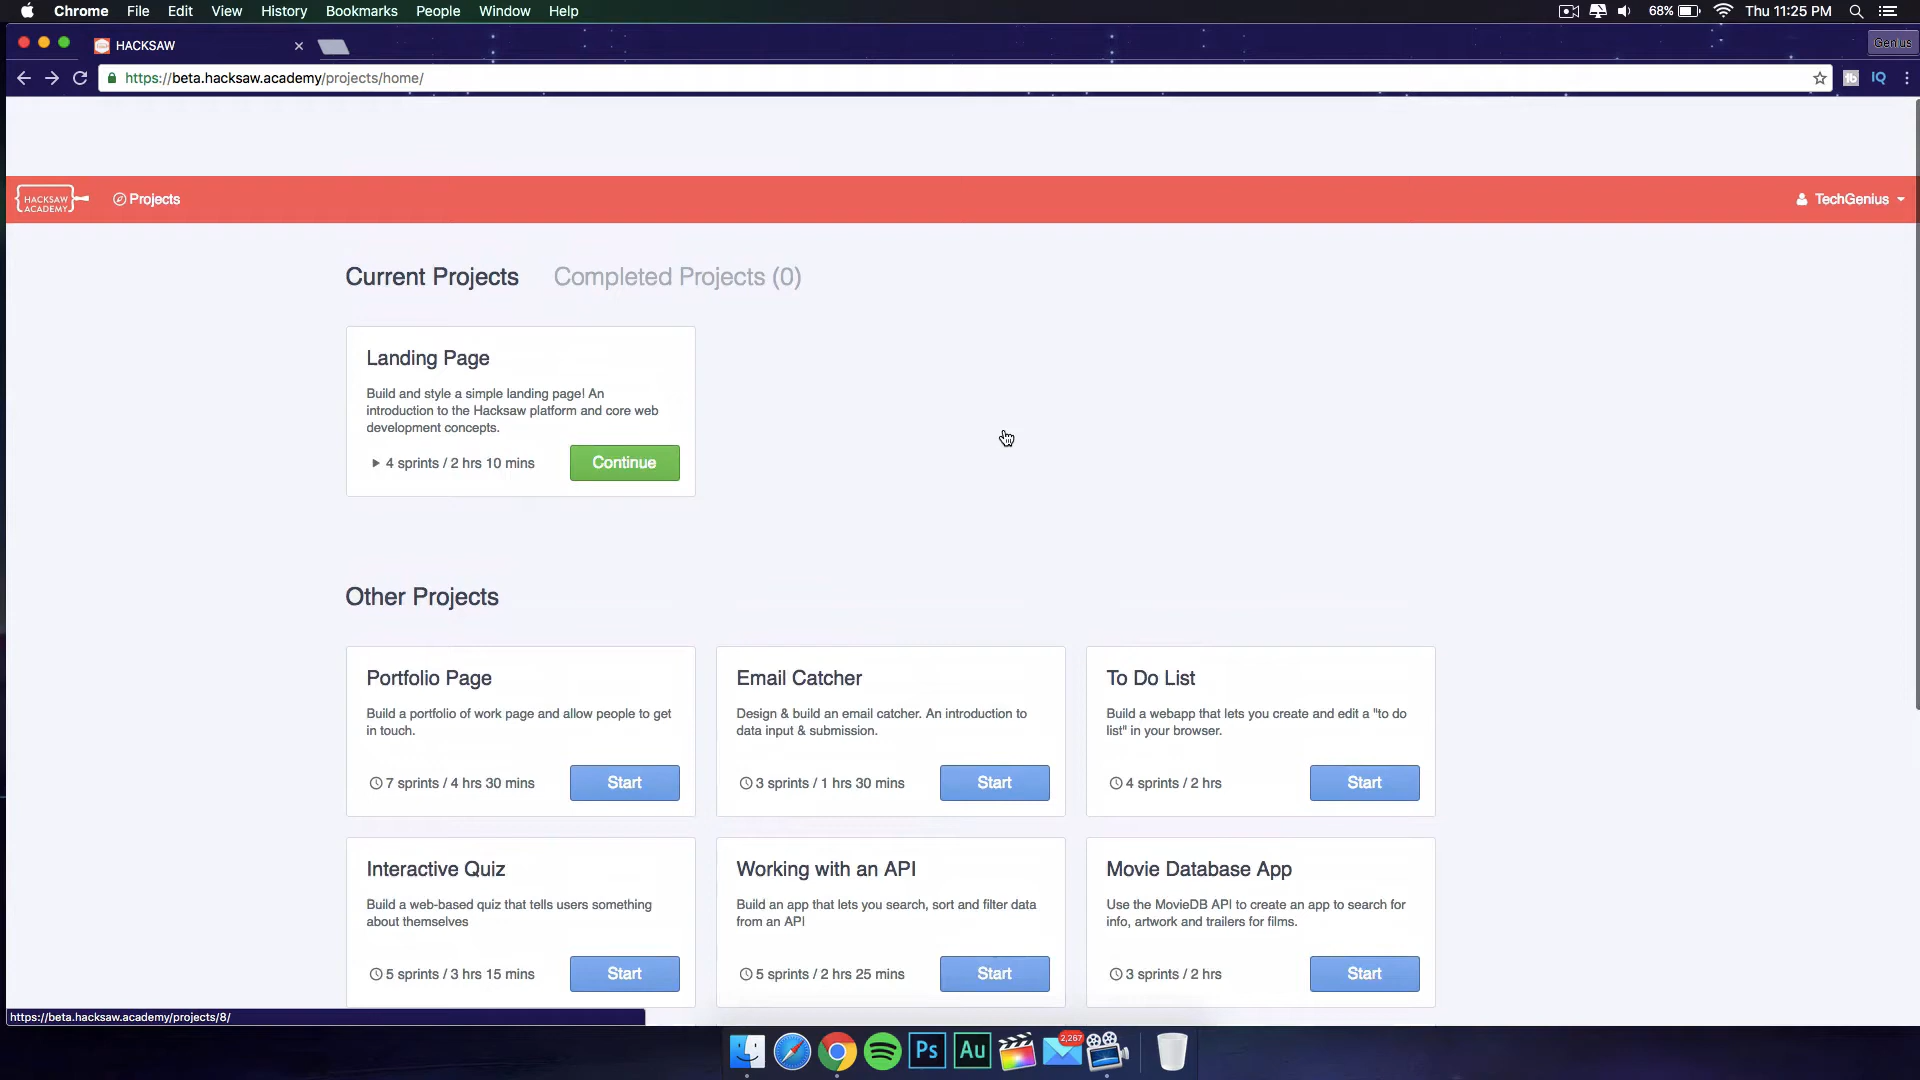 Chrome File Edit View History Bookmarks People Window Help 68% Thu 11:25 PM
HACKSAW
Genius
https://beta.hacksaw.academy/projects/home/
IQ
HACKSAW
ACADEMY
Projects
TechGenius
Current Projects Completed Projects (0)
Landing Page
Build and style a simple landing page! An
introduction to the Hacksaw platform and core web
development concepts.
4 sprints / 2 hrs 10 mins
Continue
Other Projects
Portfolio Page
Build a portfolio of work page and allow people to get
in touch.
7 sprints / 4 hrs 30 mins
Start
Email Catcher
Design & build an email catcher. An introduction to
data input & submission.
3 sprints / 1 hrs 30 mins
Start
To Do List
Build a webapp that lets you create and edit a "to do
list" in your browser.
4 sprints / 2 hrs
Start
Interactive Quiz
Build a web-based quiz that tells users something
about themselves
5 sprints / 3 hrs 15 mins
Start
Working with an API
Build an app that lets you search, sort and filter data
from an API
5 sprints / 2 hrs 25 mins
Start
Movie Database App
Use the MovieDB API to create an app to search for
info, artwork and trailers for films.
3 sprints / 2 hrs
Start
https://beta.hacksaw.academy/projects/8/
Ps
Au
2,267